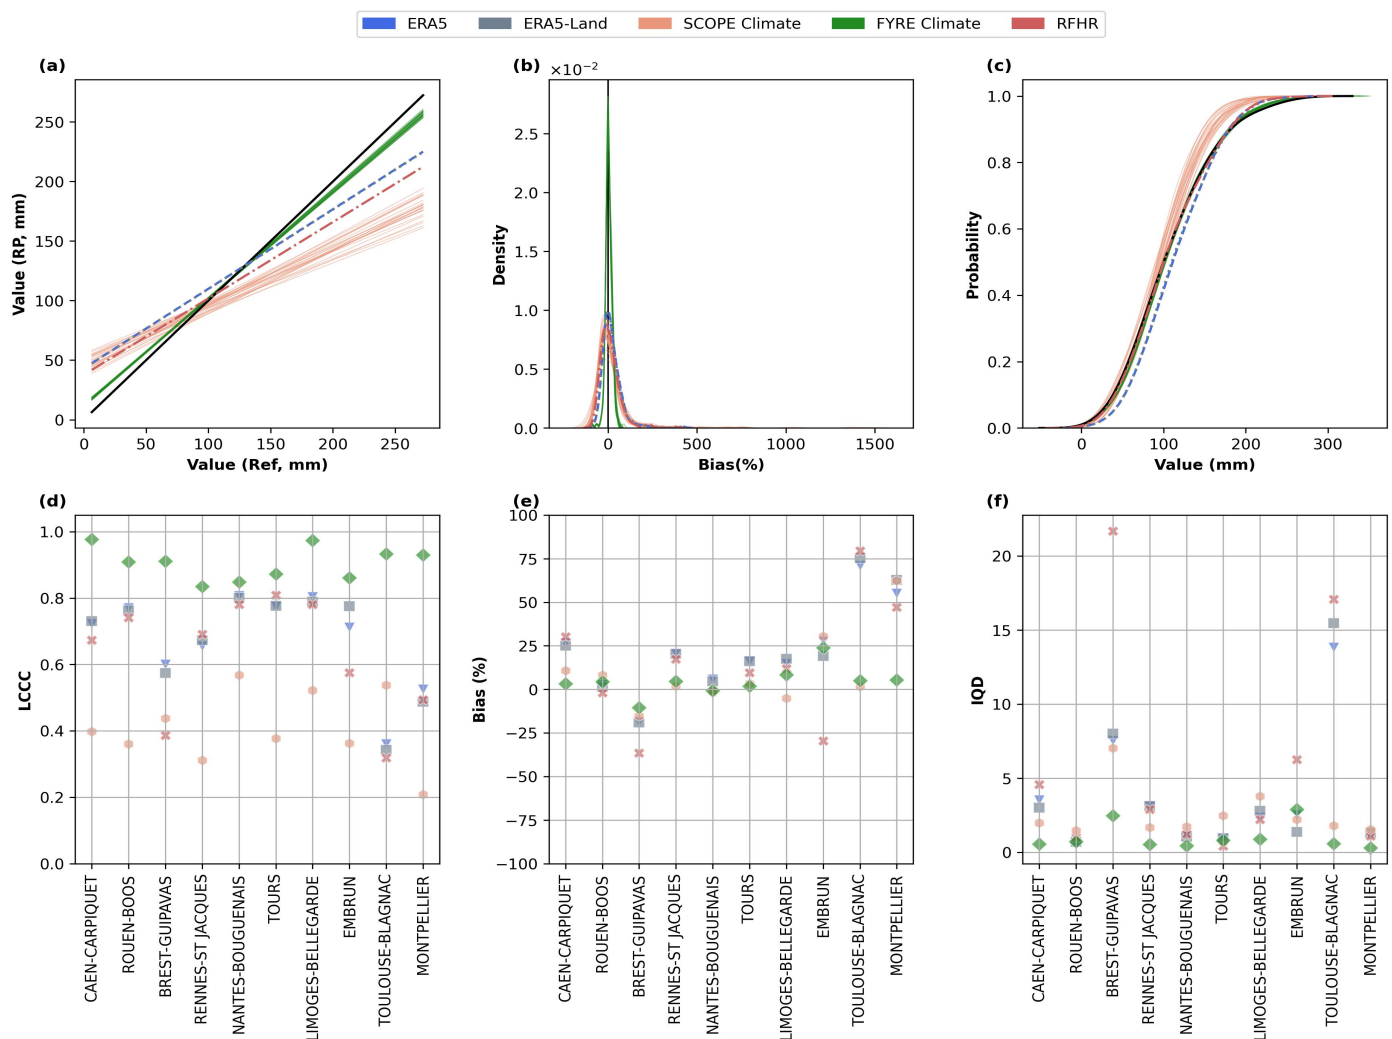 ERA5 ERA5-Land SCOPE Climate FYRE Climate RFHR
(a)
250
200
150
100
50
0
Value (RP, mm)
0 50 100 150 200 250
Value (Ref, mm)
(b) ×10⁻²
2.5
2.0
1.5
1.0
0.5
0.0
Density
0 500 1000 1500
Bias(%)
(c)
1.0
0.8
0.6
0.4
0.2
0.0
Probability
0 100 200 300
Value (mm)
(d)
1.0
0.8
0.6
0.4
0.2
0.0
LCCC
CAEN-CARPIQUET
ROUEN-BOOS
BREST-GUIPAVAS
RENNES-ST JACQUES
NANTES-BOUGUENAIS
TOURS
LIMOGES-BELLEGARDE
EMBRUN
TOULOUSE-BLAGNAC
MONTPELLIER
(e)
100
75
50
25
0
−25
−50
−75
−100
Bias (%)
CAEN-CARPIQUET
ROUEN-BOOS
BREST-GUIPAVAS
RENNES-ST JACQUES
NANTES-BOUGUENAIS
TOURS
LIMOGES-BELLEGARDE
EMBRUN
TOULOUSE-BLAGNAC
MONTPELLIER
(f)
20
15
10
5
0
IQD
CAEN-CARPIQUET
ROUEN-BOOS
BREST-GUIPAVAS
RENNES-ST JACQUES
NANTES-BOUGUENAIS
TOURS
LIMOGES-BELLEGARDE
EMBRUN
TOULOUSE-BLAGNAC
MONTPELLIER